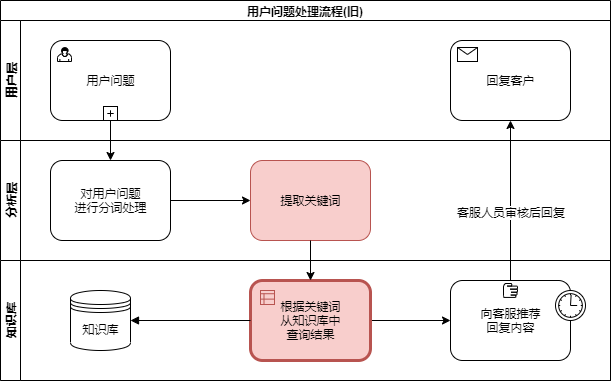 用户问题处理流程(旧)
用户层
用户问题
回复客户
分析层
对用户问题
进行分词处理
提取关键词
客服人员审核后回复
知识库
知识库
根据关键词
从知识库中
查询结果
向客服推荐
回复内容